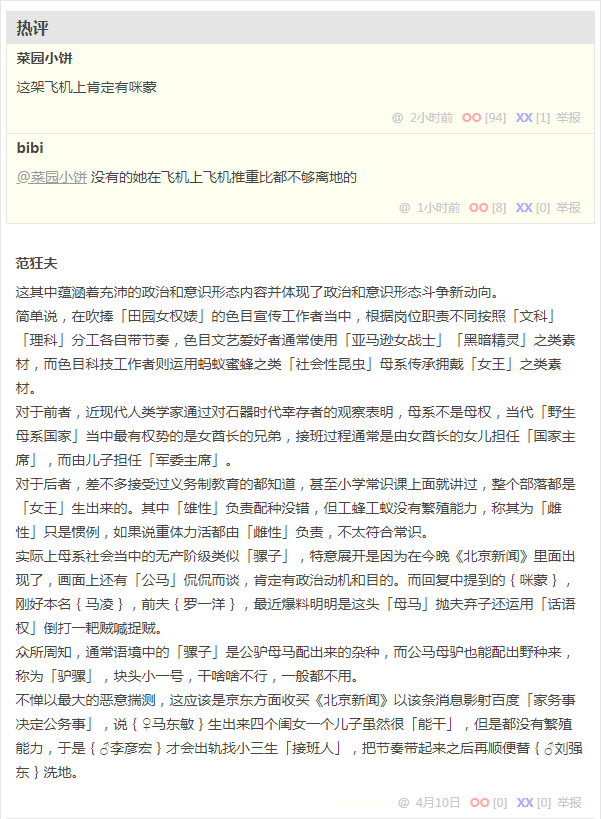 热评
菜园小饼
这架飞机上肯定有咪蒙
@ 2小时前 OO [94] XX [1] 举报
bibi
@菜园小饼 没有的她在飞机上飞机推重比都不够离地的
@ 1小时前 OO [8] XX [0] 举报
范狂夫
这其中蕴涵着充沛的政治和意识形态内容并体现了政治和意识形态斗争新动向。
简单说，在吹捧「田园女权婊」的色目宣传工作者当中，根据岗位职责不同按照「文科」
「理科」分工各自带节奏，色目文艺爱好者通常使用「亚马逊女战士」「黑暗精灵」之类素
材，而色目科技工作者则运用蚂蚁蜜蜂之类「社会性昆虫」母系传承拥戴「女王」之类素
材。
对于前者，近现代人类学家通过对石器时代幸存者的观察表明，母系不是母权，当代「野生
母系国家」当中最有权势的是女酋长的兄弟，接班过程通常是由女酋长的女儿担任「国家主
席」，而由儿子担任「军委主席」。
对于后者，差不多接受过义务制教育的都知道，甚至小学常识课上面就讲过，整个部落都是
「女王」生出来的。其中「雄性」负责配种没错，但工蜂工蚁没有繁殖能力，称其为「雌
性」只是惯例，如果说重体力活都由「雌性」负责，不太符合常识。
实际上母系社会当中的无产阶级类似「骡子」，特意展开是因为在今晚《北京新闻》里面出
现了，画面上还有「公马」侃侃而谈，肯定有政治动机和目的。而回复中提到的｛咪蒙｝，
刚好本名｛马凌｝，前夫｛罗一洋｝，最近爆料明明是这头「母马」抛夫弃子还运用「话语
权」倒打一耙贼喊捉贼。
众所周知，通常语境中的「骡子」是公驴母马配出来的杂种，而公马母驴也能配出野种来，
称为「驴骡」，块头小一号，干啥啥不行，一般都不用。
不惮以最大的恶意揣测，这应该是京东方面收买《北京新闻》以该条消息影射百度「家务事
决定公务事」，说｛♀马东敏｝生出来四个闺女一个儿子虽然很「能干」，但是都没有繁殖
能力，于是｛♂李彦宏｝才会出轨找小三生「接班人」，把节奏带起来之后再顺便替｛♂刘强
东｝洗地。
@ 4月10日 OO [0] XX [0] 举报